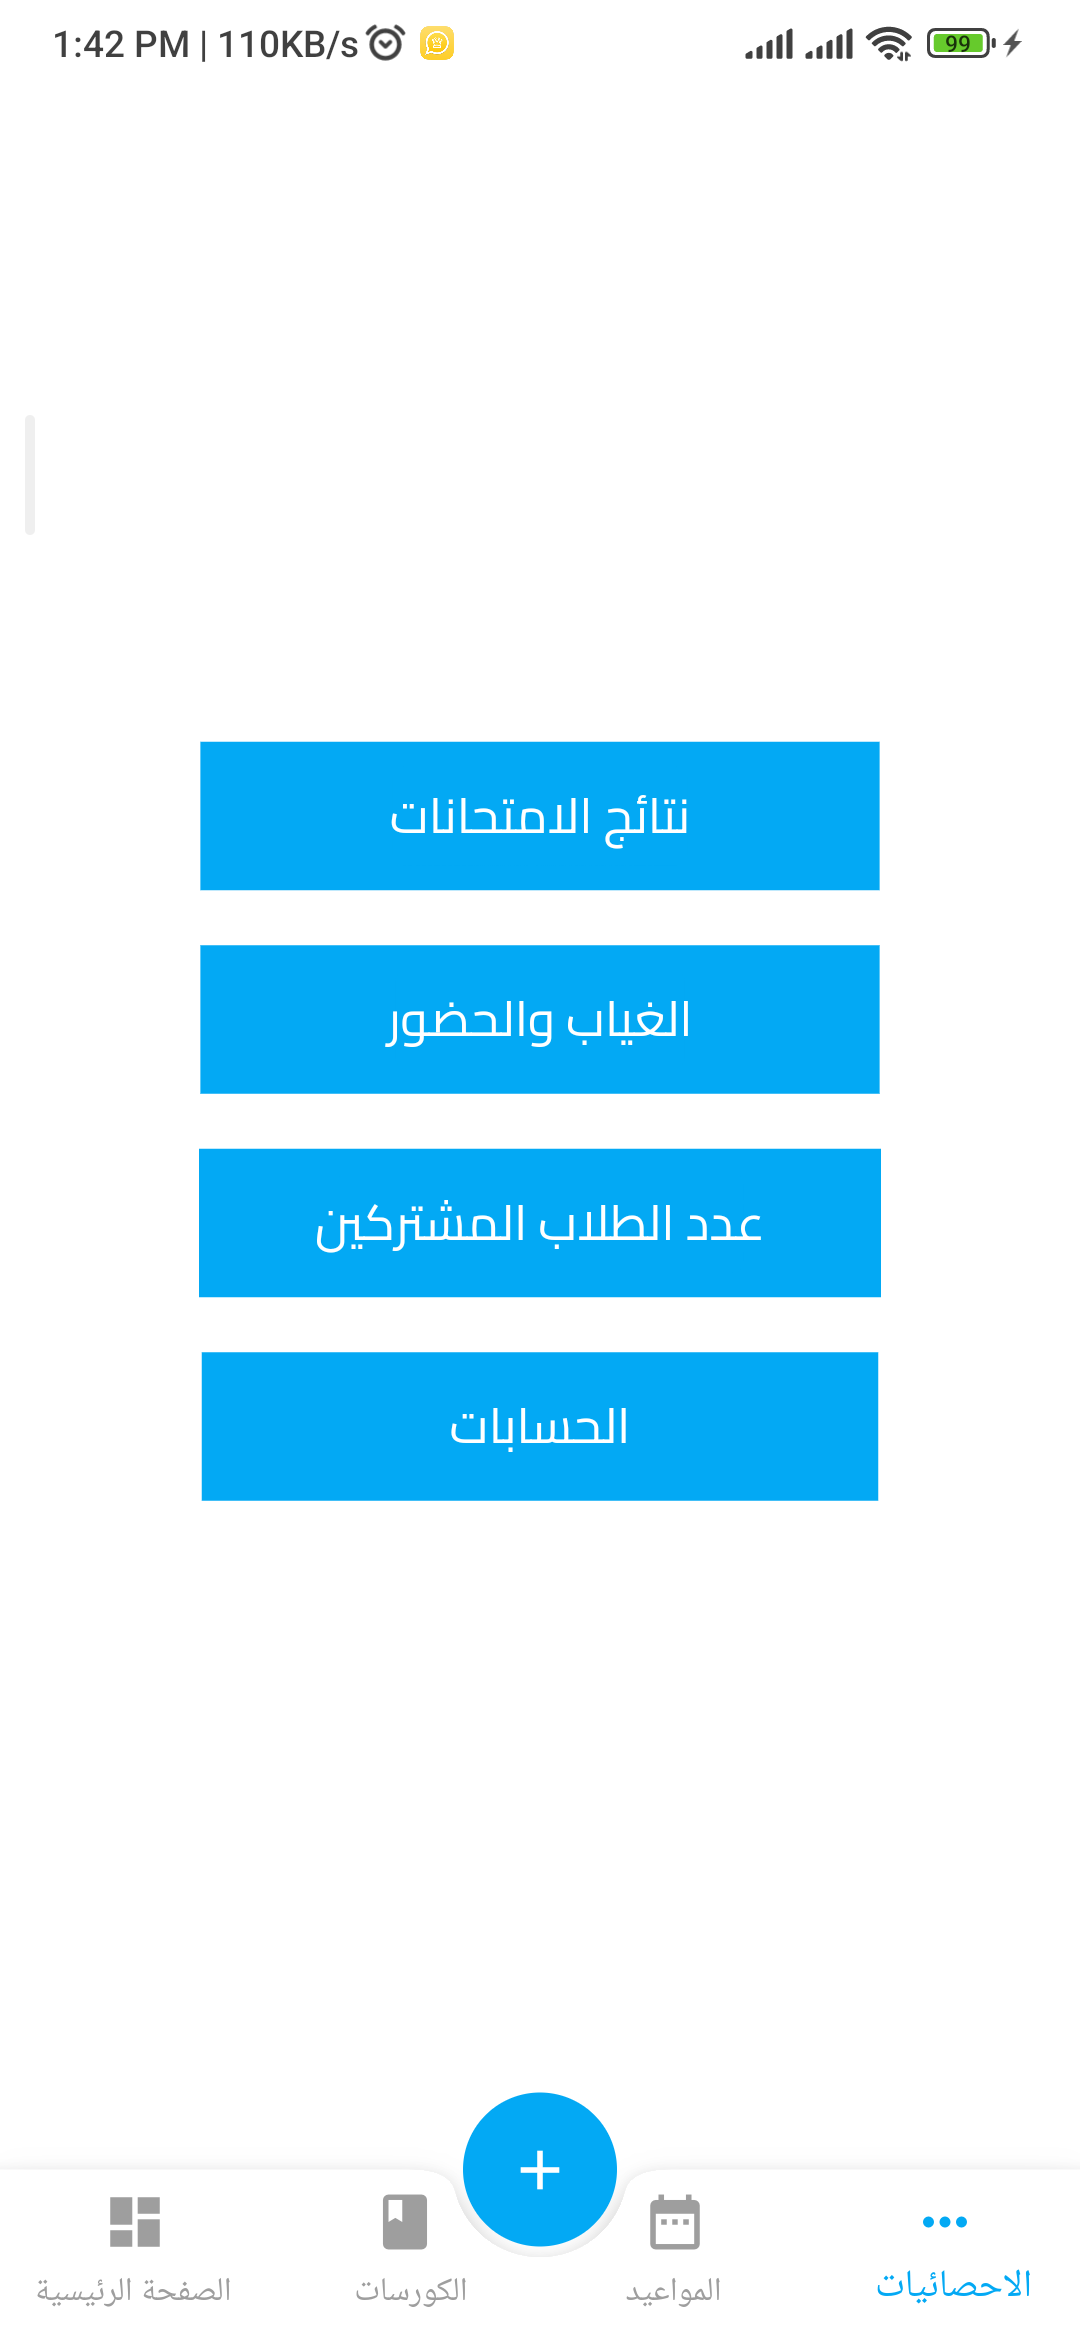 1:42 PM | 110KB/s
99
نتائج الامتحانات
الغياب والحضور
عدد الطلاب المشتركين
الحسابات
+
الصفحة الرئيسية
الكورسات
المواعيد
الاحصائيات